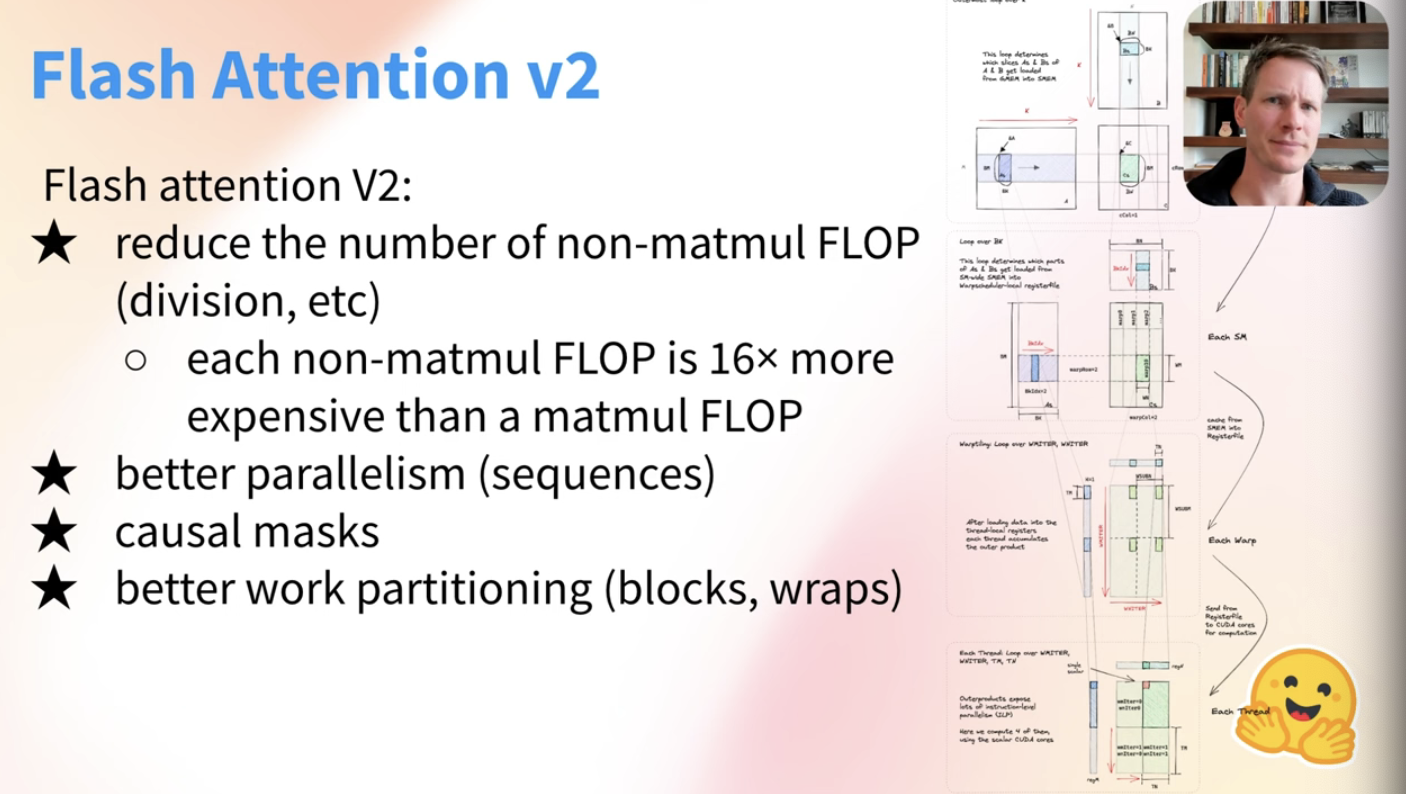 Flash Attention v2
Flash attention V2:
★ reduce the number of non-matmul FLOP
(division, etc)
○ each non-matmul FLOP is 16× more
expensive than a matmul FLOP
★ better parallelism (sequences)
★ causal masks
★ better work partitioning (blocks, wraps)
This loop determines
which slices As & Bs of
A & B get loaded
from GMEM into SMEM
K
K
A
B
C
cCol=1
Loop over BK
This loop determines which parts
of As & Bs get loaded from
SM-wide SMEM into
Warpscheduler-local registerfile
BkIdx
BkIdx
BkIdx=2
As
Bs
Cs
warpRow=2
warpCol=2
WM
Each SM
cache from
SMEM into
Registerfile
Warptiling: Loop over WMITER, WNITER
After loading data into the
thread-local registers
each thread accumulates
the outer product
TM
TN
WSUBN
WSUBM
WMITER
WNITER
Each Warp
Send from
Registerfile
to CUDA cores
for computation
Each Thread: Loop over WMITER,
WNITER, TM, TN
single
scalar
Outerproducts expose
lots of instruction-level
parallelism (ILP)
Here we compute 4 of them,
using the scalar CUDA cores
regN
regM
TM
TN
Each Thread